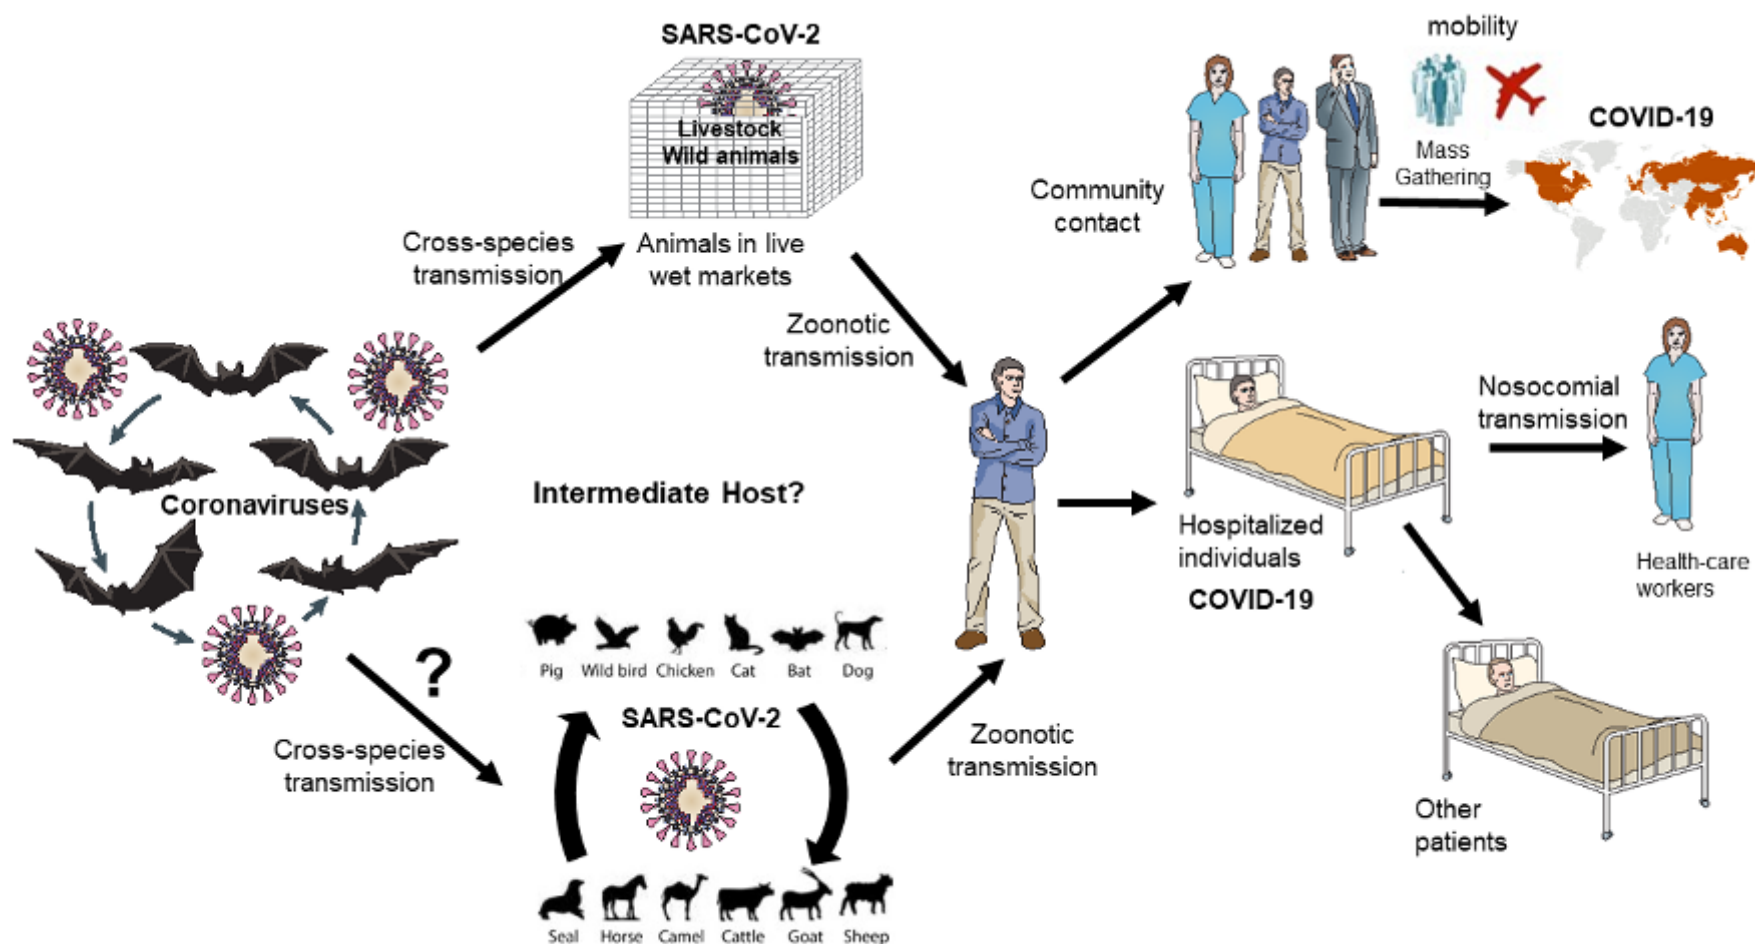 SARS-CoV-2
Livestock
Wild animals
Animals in live
wet markets
Cross-species
transmission
Zoonotic
transmission
Coronaviruses
Intermediate Host?
?
Cross-species
transmission
Pig Wild bird Chicken Cat Bat Dog
SARS-CoV-2
Seal Horse Camel Cattle Goat Sheep
Zoonotic
transmission
Community
contact
mobility
Mass
Gathering
COVID-19
Hospitalized
individuals
COVID-19
Nosocomial
transmission
Health-care
workers
Other
patients